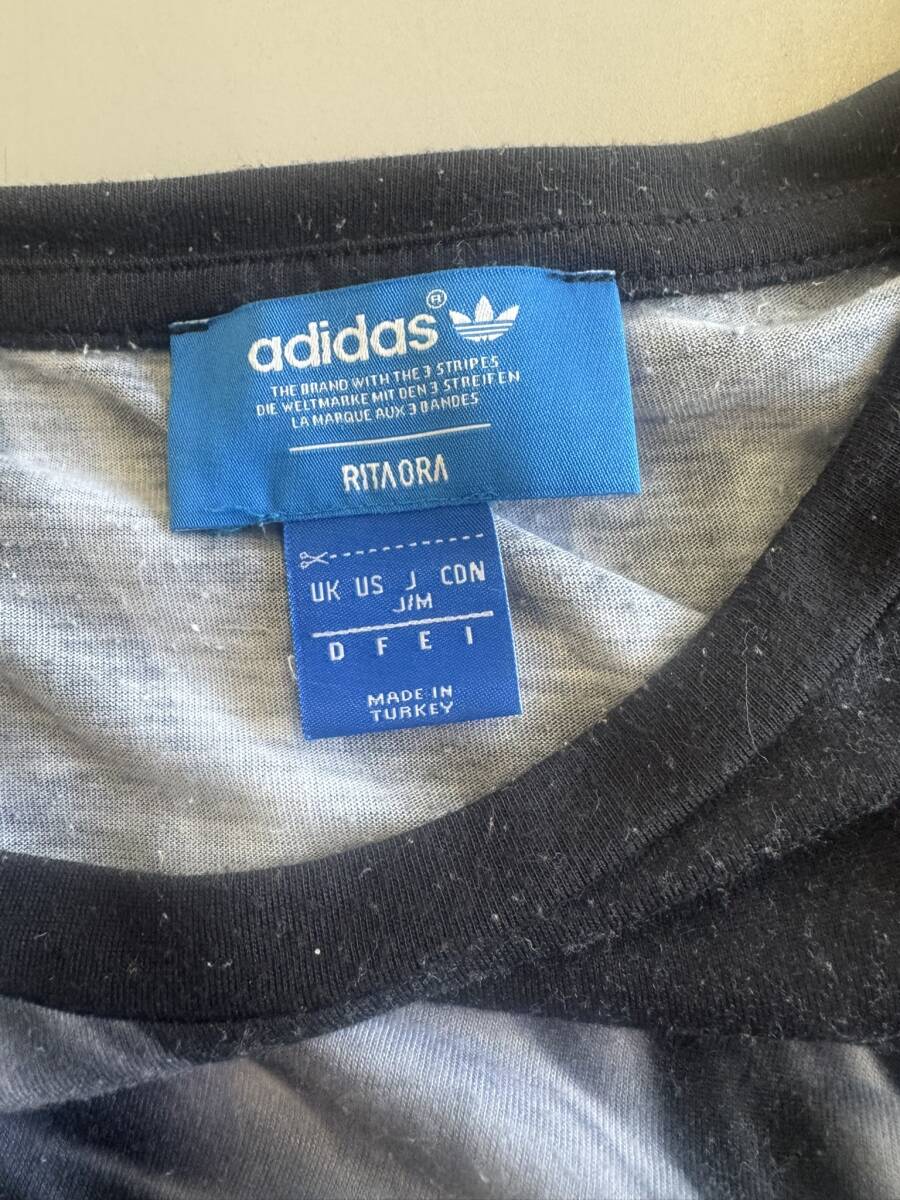 adidas®
THE BRAND WITH THE 3 STRIPES
DIE WELTMARKE MIT DEN 3 STREIFEN
LA MARQUE AUX 3 BANDES
RITA ORA
UK US J CDN
J/M
D F E I
MADE IN
TURKEY